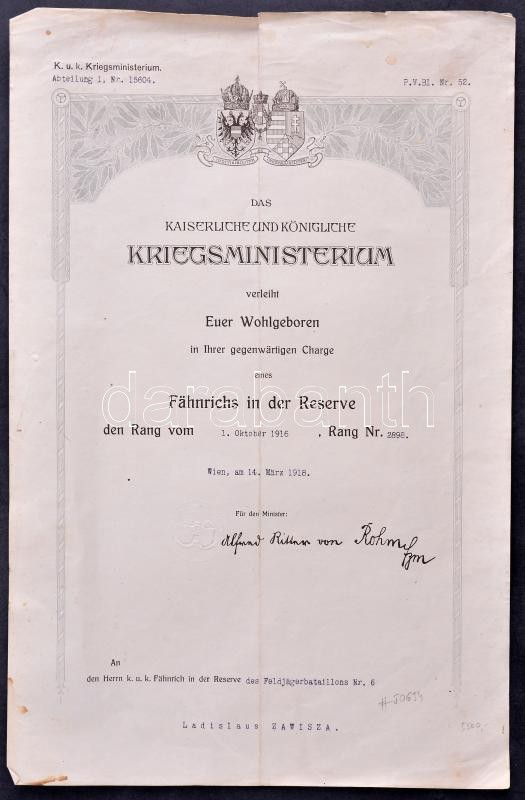 K. u. k. Kriegsministerium.
Abteilung 1, Nr. 15604.
P.V.Bl. Nr. 52.
DAS
KAISERLICHE UND KÖNIGLICHE
KRIEGSMINISTERIUM
verleiht
Euer Wohlgeboren
in Ihrer gegenwärtigen Charge
eines
Fähnrichs in der Reserve
darabanth
den Rang vom 1. Oktober 1916 , Rang Nr. 2898.
Wien, am 14. März 1918.
Für den Minister:
Alfred Ritter von
An
den Herrn k. u. k. Fähnrich in der Reserve des Feldjägerbataillons Nr. 6
Ladislaus ZAWISZA.